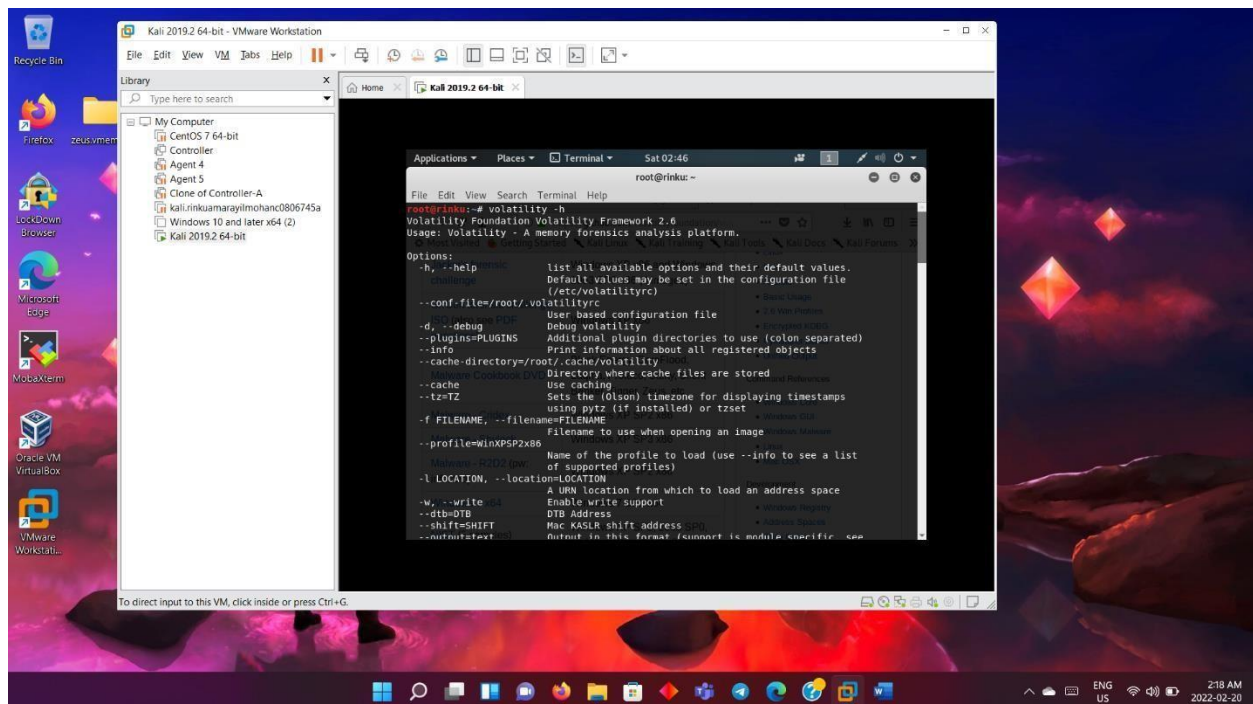 Recycle Bin
Firefox
zeus.vmem
LockDown
Browser
Microsoft
Edge
MobaXterm
Oracle VM
VirtualBox
VMware
Workstati...
Kali 2019.2 64-bit - VMware Workstation
File Edit View VM Tabs Help
Library
Type here to search
My Computer
CentOS 7 64-bit
Controller
Agent 4
Agent 5
Clone of Controller-A
kali.rinkuamarayilmohanc0806745a
Windows 10 and later x64 (2)
Kali 2019.2 64-bit
Home
Kali 2019.2 64-bit
Applications Places Terminal Sat 02:46 1
root@rinku: ~
File Edit View Search Terminal Help
root@rinku:~# volatility -h
Volatility Foundation Volatility Framework 2.6
Usage: Volatility - A memory forensics analysis platform.
Options:
-h, --help list all available options and their default values.
Default values may be set in the configuration file
(/etc/volatilityrc)
--conf-file=/root/.volatilityrc
User based configuration file
-d, --debug Debug volatility
--plugins=PLUGINS Additional plugin directories to use (colon separated)
--info Print information about all registered objects
--cache-directory=/root/.cache/volatility
Directory where cache files are stored
--cache Use caching
--tz=TZ Sets the (Olson) timezone for displaying timestamps
using pytz (if installed) or tzset
-f FILENAME, --filename=FILENAME
Filename to use when opening an image
--profile=WinXPSP2x86
Name of the profile to load (use --info to see a list
of supported profiles)
-l LOCATION, --location=LOCATION
A URN location from which to load an address space
-w, --write Enable write support
--dtb=DTB DTB Address
--shift=SHIFT Mac KASLR shift address
--output=text Output in this format (support is module specific, see
To direct input to this VM, click inside or press Ctrl+G.
ENG
US
2:18 AM
2022-02-20